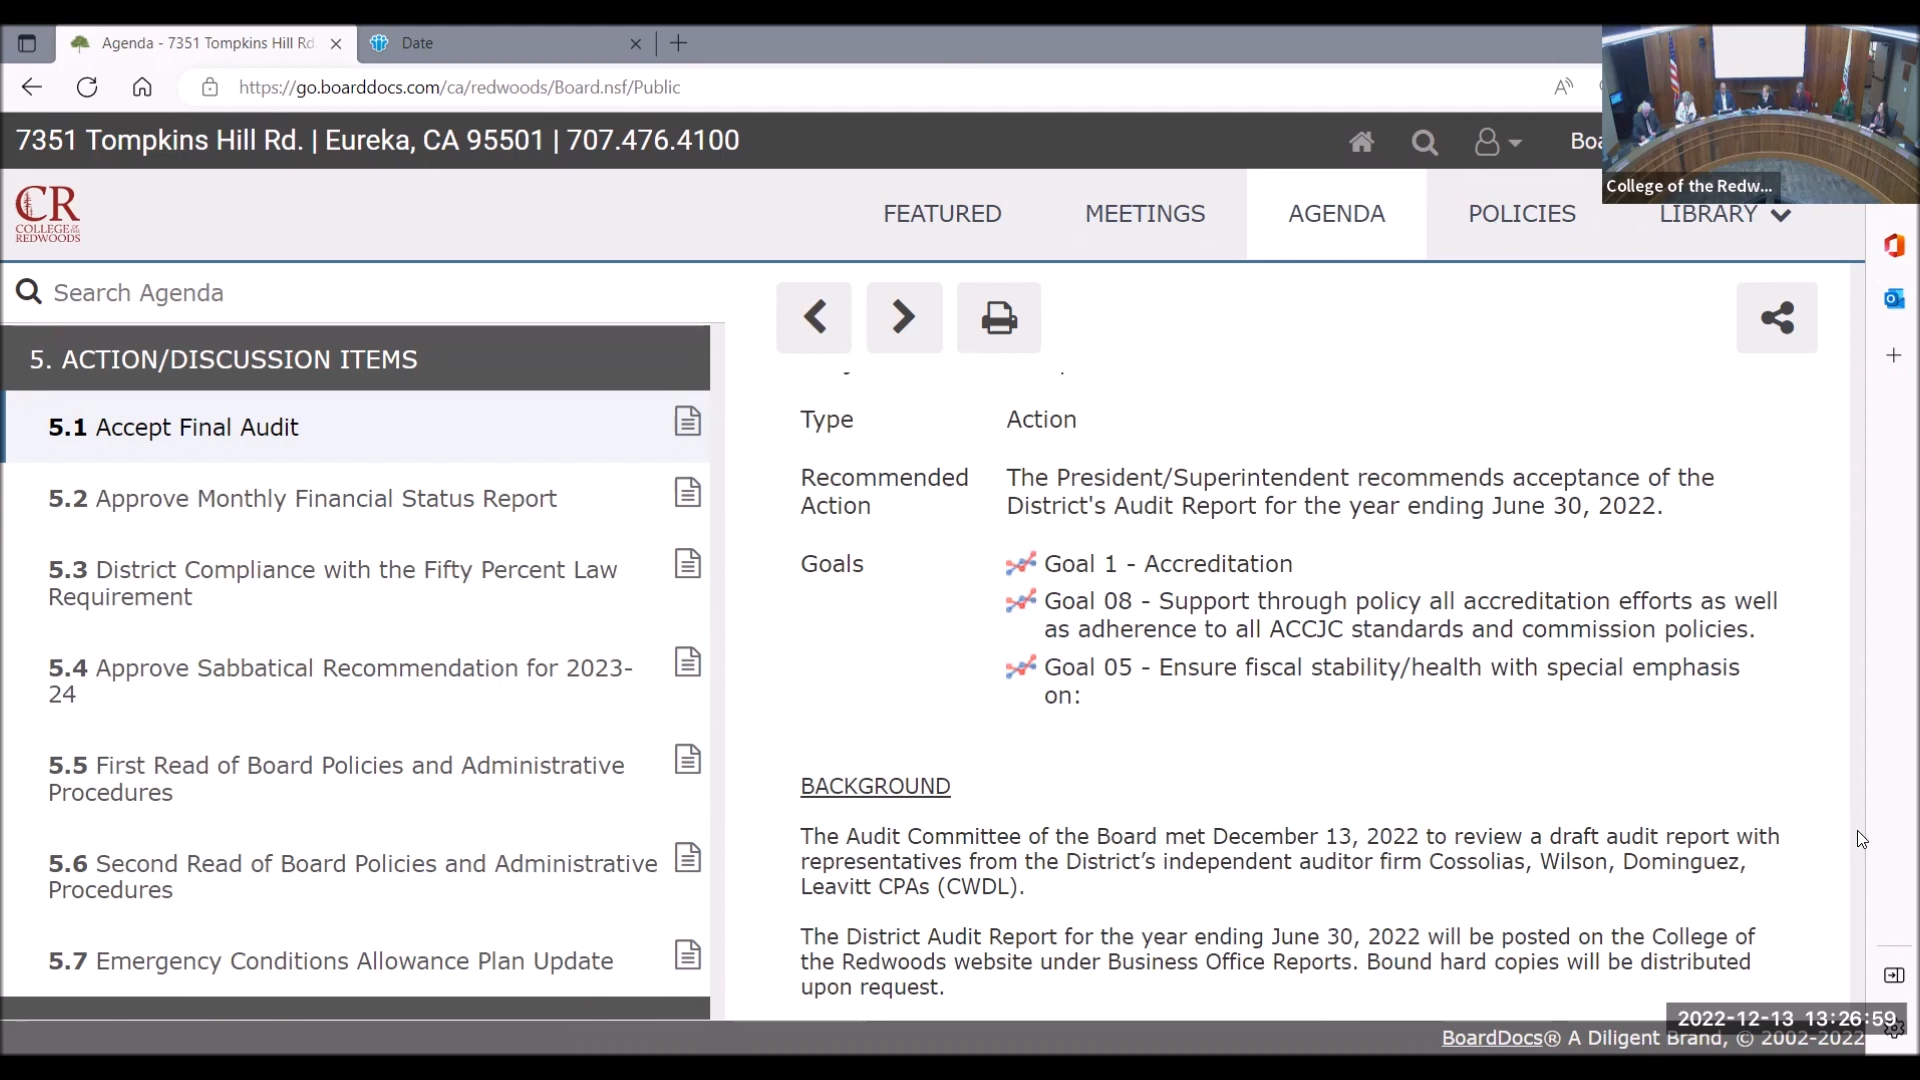 Agenda - 7351 Tompkins Hill Rd
Date
https://go.boarddocs.com/ca/redwoods/Board.nsf/Public
7351 Tompkins Hill Rd. | Eureka, CA 95501 | 707.476.4100
College of the Redw...
CR
COLLEGE OF THE
REDWOODS
FEATURED
MEETINGS
AGENDA
POLICIES
LIBRARY
Search Agenda
5. ACTION/DISCUSSION ITEMS
5.1 Accept Final Audit
5.2 Approve Monthly Financial Status Report
5.3 District Compliance with the Fifty Percent Law
Requirement
5.4 Approve Sabbatical Recommendation for 2023-
24
5.5 First Read of Board Policies and Administrative
Procedures
5.6 Second Read of Board Policies and Administrative
Procedures
5.7 Emergency Conditions Allowance Plan Update
Type
Action
Recommended
Action
The President/Superintendent recommends acceptance of the
District's Audit Report for the year ending June 30, 2022.
Goals
Goal 1 - Accreditation
Goal 08 - Support through policy all accreditation efforts as well
as adherence to all ACCJC standards and commission policies.
Goal 05 - Ensure fiscal stability/health with special emphasis
on:
BACKGROUND
The Audit Committee of the Board met December 13, 2022 to review a draft audit report with
representatives from the District’s independent auditor firm Cossolias, Wilson, Dominguez,
Leavitt CPAs (CWDL).
The District Audit Report for the year ending June 30, 2022 will be posted on the College of
the Redwoods website under Business Office Reports. Bound hard copies will be distributed
upon request.
2022-12-13 13:26:59
BoardDocs® A Diligent Brand, © 2002-2022